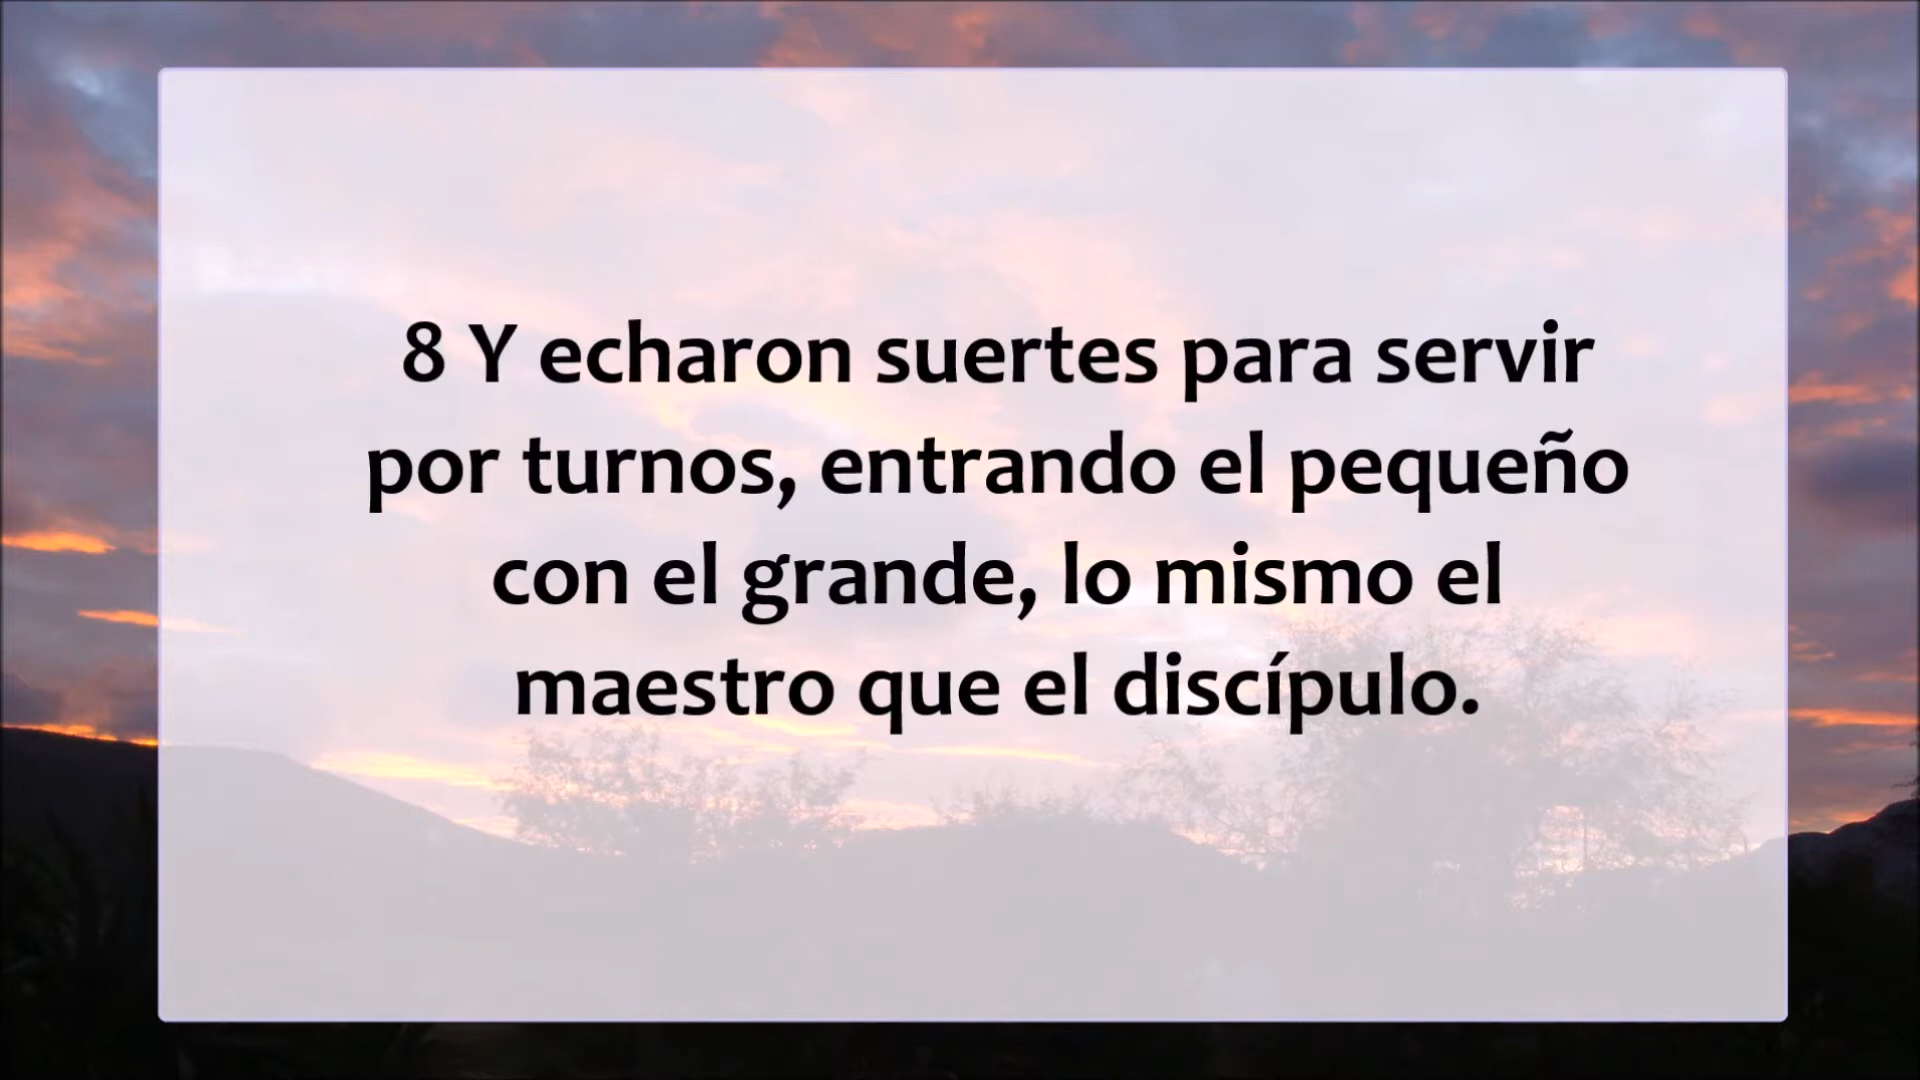 8 Y echaron suertes para servir
por turnos, entrando el pequeño
con el grande, lo mismo el
maestro que el discípulo.